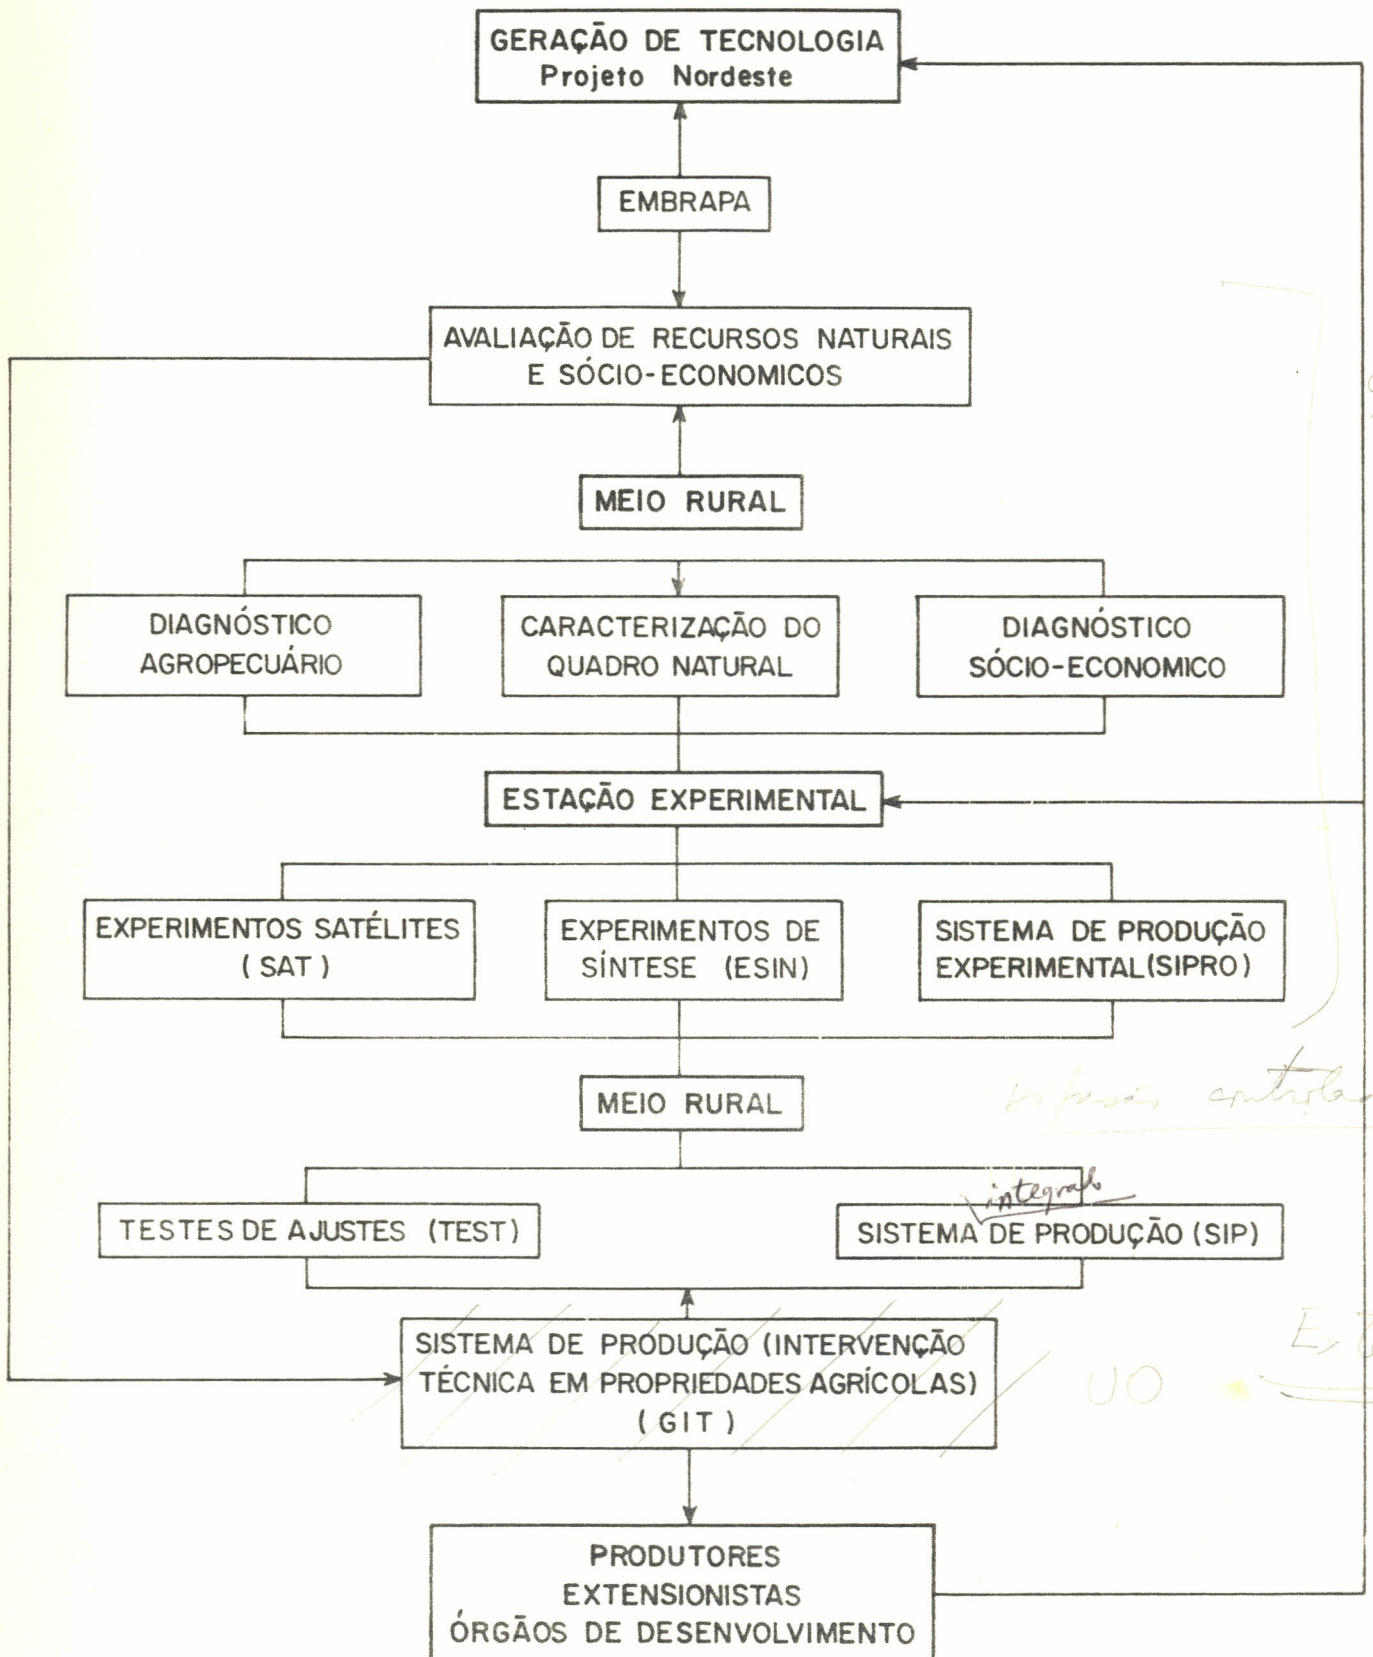 GERAÇÃO DE TECNOLOGIA
Projeto Nordeste
EMBRAPA
AVALIAÇÃO DE RECURSOS NATURAIS
E SÓCIO-ECONOMICOS
MEIO RURAL
DIAGNÓSTICO
AGROPECUÁRIO
CARACTERIZAÇÃO DO
QUADRO NATURAL
DIAGNÓSTICO
SÓCIO-ECONOMICO
ESTAÇÃO EXPERIMENTAL
EXPERIMENTOS SATÉLITES
(SAT)
EXPERIMENTOS DE
SÍNTESE (ESIN)
SISTEMA DE PRODUÇÃO
EXPERIMENTAL(SIPRO)
MEIO RURAL
TESTES DE AJUSTES (TEST)
integrado
SISTEMA DE PRODUÇÃO (SIP)
SISTEMA DE PRODUÇÃO (INTERVENÇÃO
TÉCNICA EM PROPRIEDADES AGRÍCOLAS)
(GIT)
UO
PRODUTORES
EXTENSIONISTAS
ÓRGÃOS DE DESENVOLVIMENTO